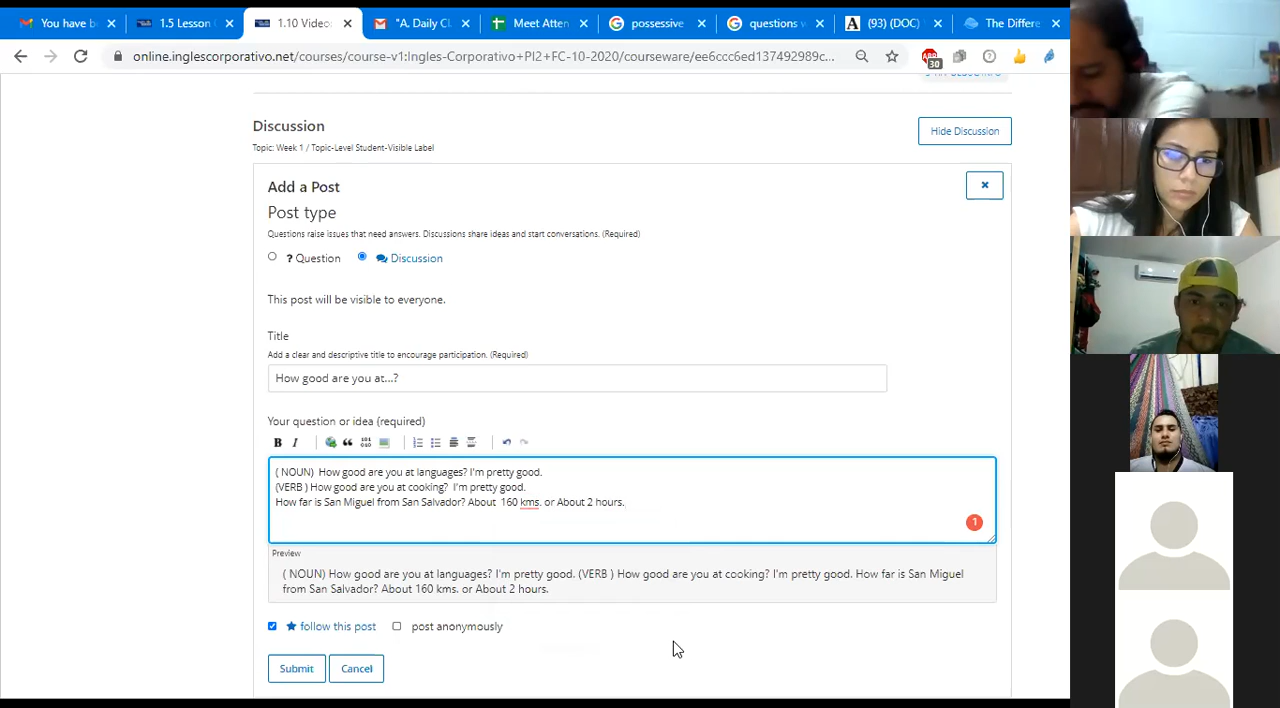 You have b
1.5 Lesson
1.10 Video
"A. Daily Cl
Meet Atten
possessive
questions w
(93) (DOC)
The Differe
online.inglescorporativo.net/courses/course-v1:Ingles-Corporativo+PI2+FC-10-2020/courseware/ee6ccc6ed137492989c...
30
Discussion
Hide Discussion
Topic: Week 1 / Topic-Level Student-Visible Label
Add a Post
Post type
Questions raise issues that need answers. Discussions share ideas and start conversations. (Required)
? Question
Discussion
This post will be visible to everyone.
Title
Add a clear and descriptive title to encourage participation. (Required)
How good are you at...?
Your question or idea (required)
B I
( NOUN) How good are you at languages? I'm pretty good.
(VERB ) How good are you at cooking? I'm pretty good.
How far is San Miguel from San Salvador? About 160 kms. or About 2 hours.
1
Preview
( NOUN) How good are you at languages? I'm pretty good. (VERB ) How good are you at cooking? I'm pretty good. How far is San Miguel
from San Salvador? About 160 kms. or About 2 hours.
follow this post
post anonymously
Submit
Cancel